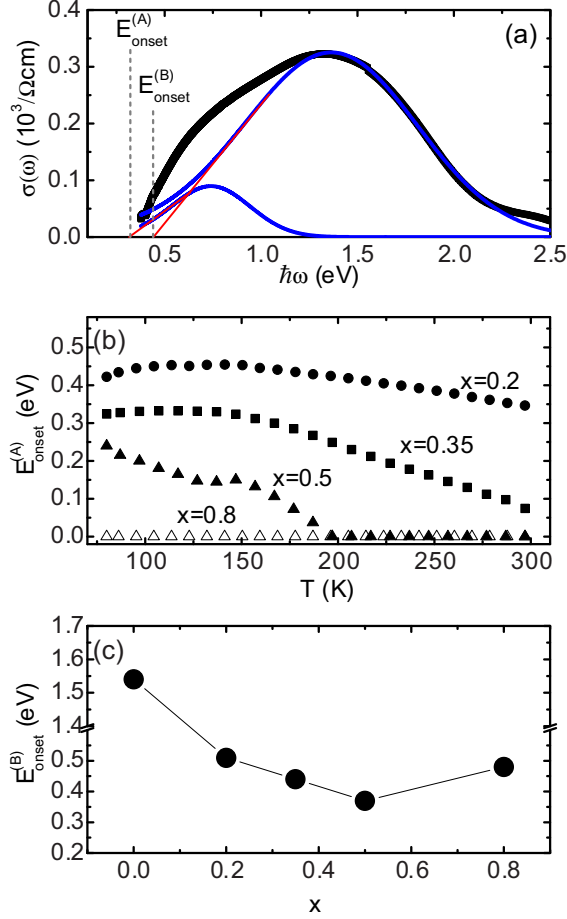 (a)
E(A)onset
E(B)onset
0.4
0.3
0.2
0.1
0.0
σ(ω) (10³/Ωcm)
0.5 1.0 1.5 2.0 2.5
ħω (eV)
(b)
0.5
0.4
0.3
0.2
0.1
0.0
E(A)onset (eV)
x=0.2
x=0.35
x=0.5
x=0.8
100 150 200 250 300
T (K)
(c)
1.7
1.6
1.5
1.4
0.5
0.4
0.3
0.2
E(B)onset (eV)
0.0 0.2 0.4 0.6 0.8
x